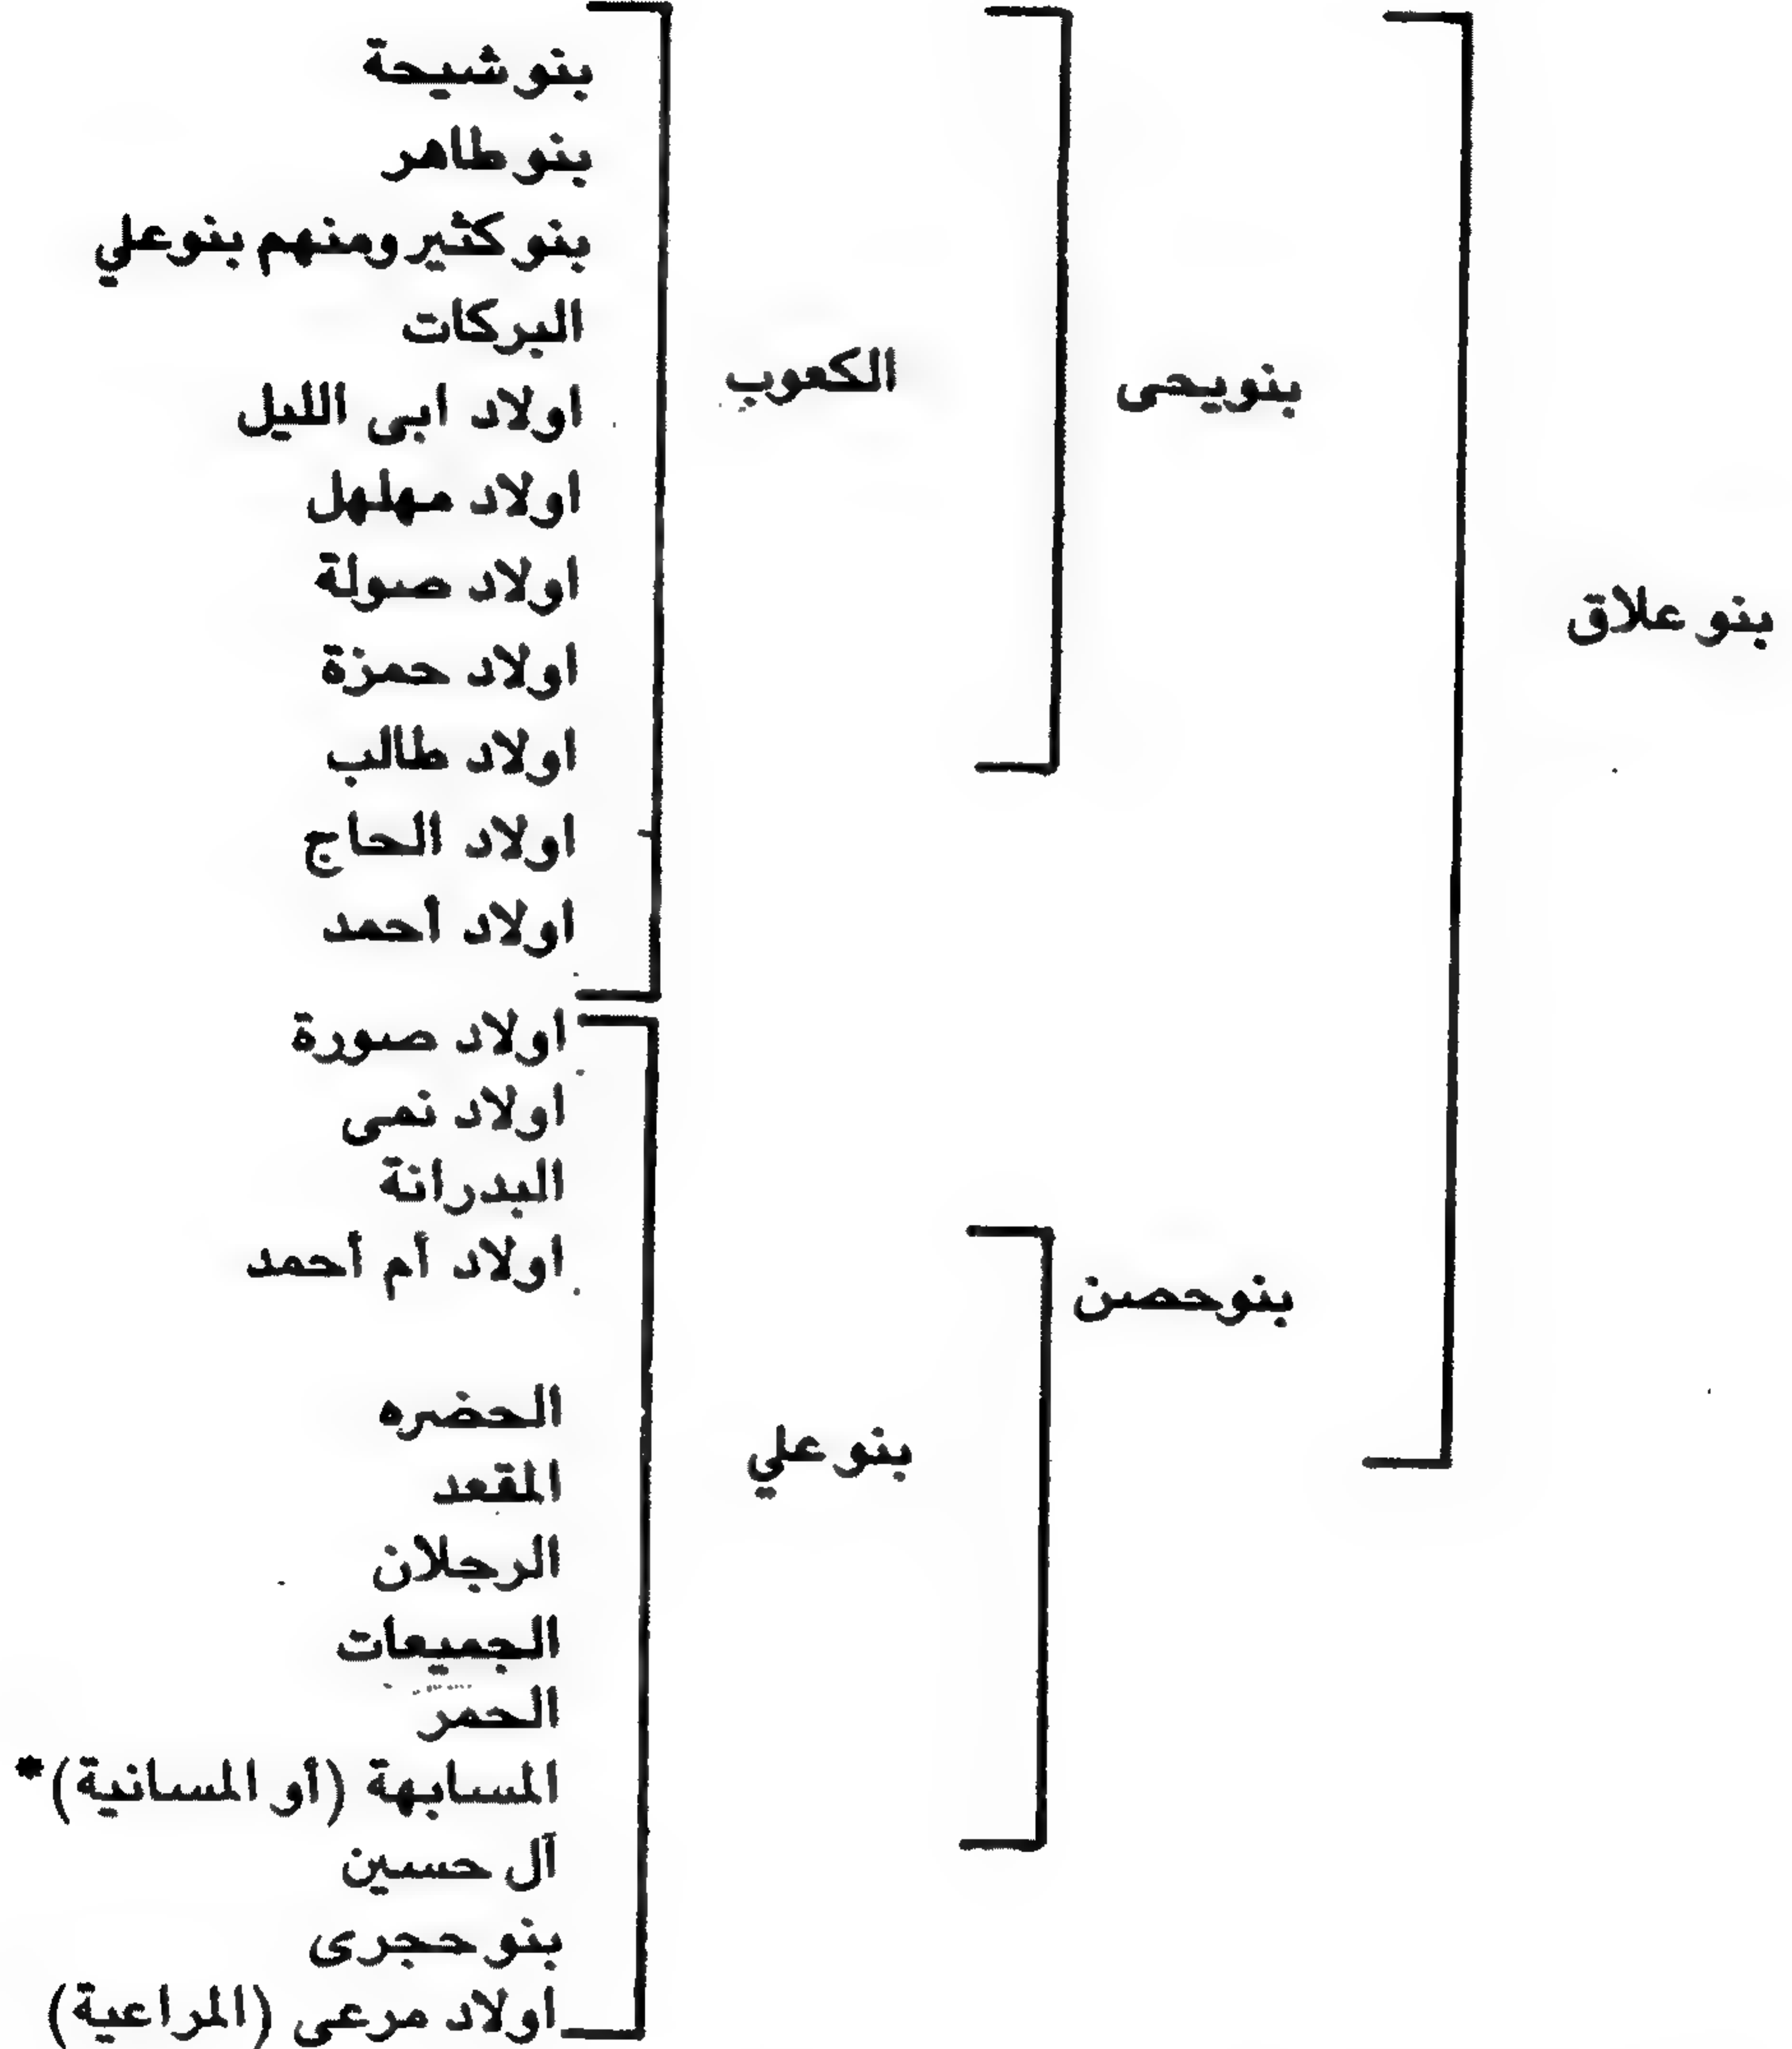 بنو علاق
بنو يحى
الكعوب
بنو شيحة
بنو طاهر
بنو كثير ومنهم بنو علي
البركات
اولاد ابى الليل
اولاد مهلهل
اولاد صولة
اولاد حمزة
اولاد طالب
اولاد الحاج
اولاد أحمد
بنو حصن
بنو علي
اولاد صورة
اولاد نمى
البدرانة
اولاد أم أحمد
الحضره
المقعد
الرجلان
الجميعات
الحمر
المسابهة (أو المسانية)*
آل حسين
بنو حجرى
اولاد مرعى (المراعية)